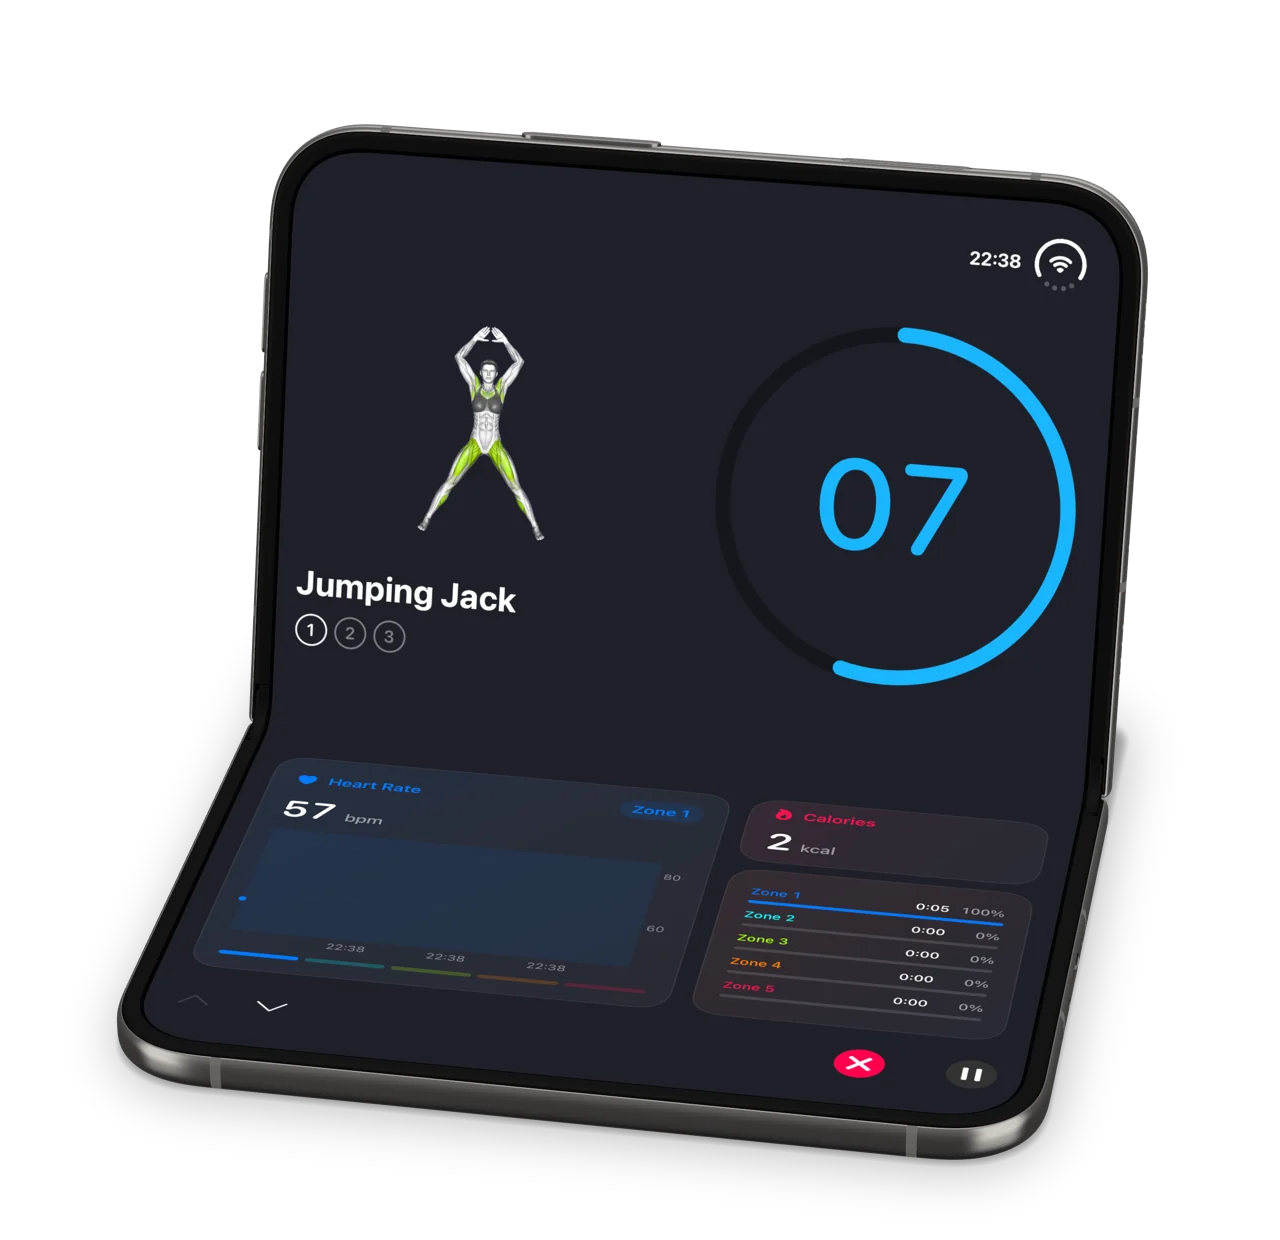 22:38
07
Jumping Jack
1 2 3
Heart Rate
57 bpm
Zone 1
80
60
22:38 22:38 22:38
Calories
2 kcal
Zone 1 0:05 100%
Zone 2 0:00 0%
Zone 3 0:00 0%
Zone 4 0:00 0%
Zone 5 0:00 0%